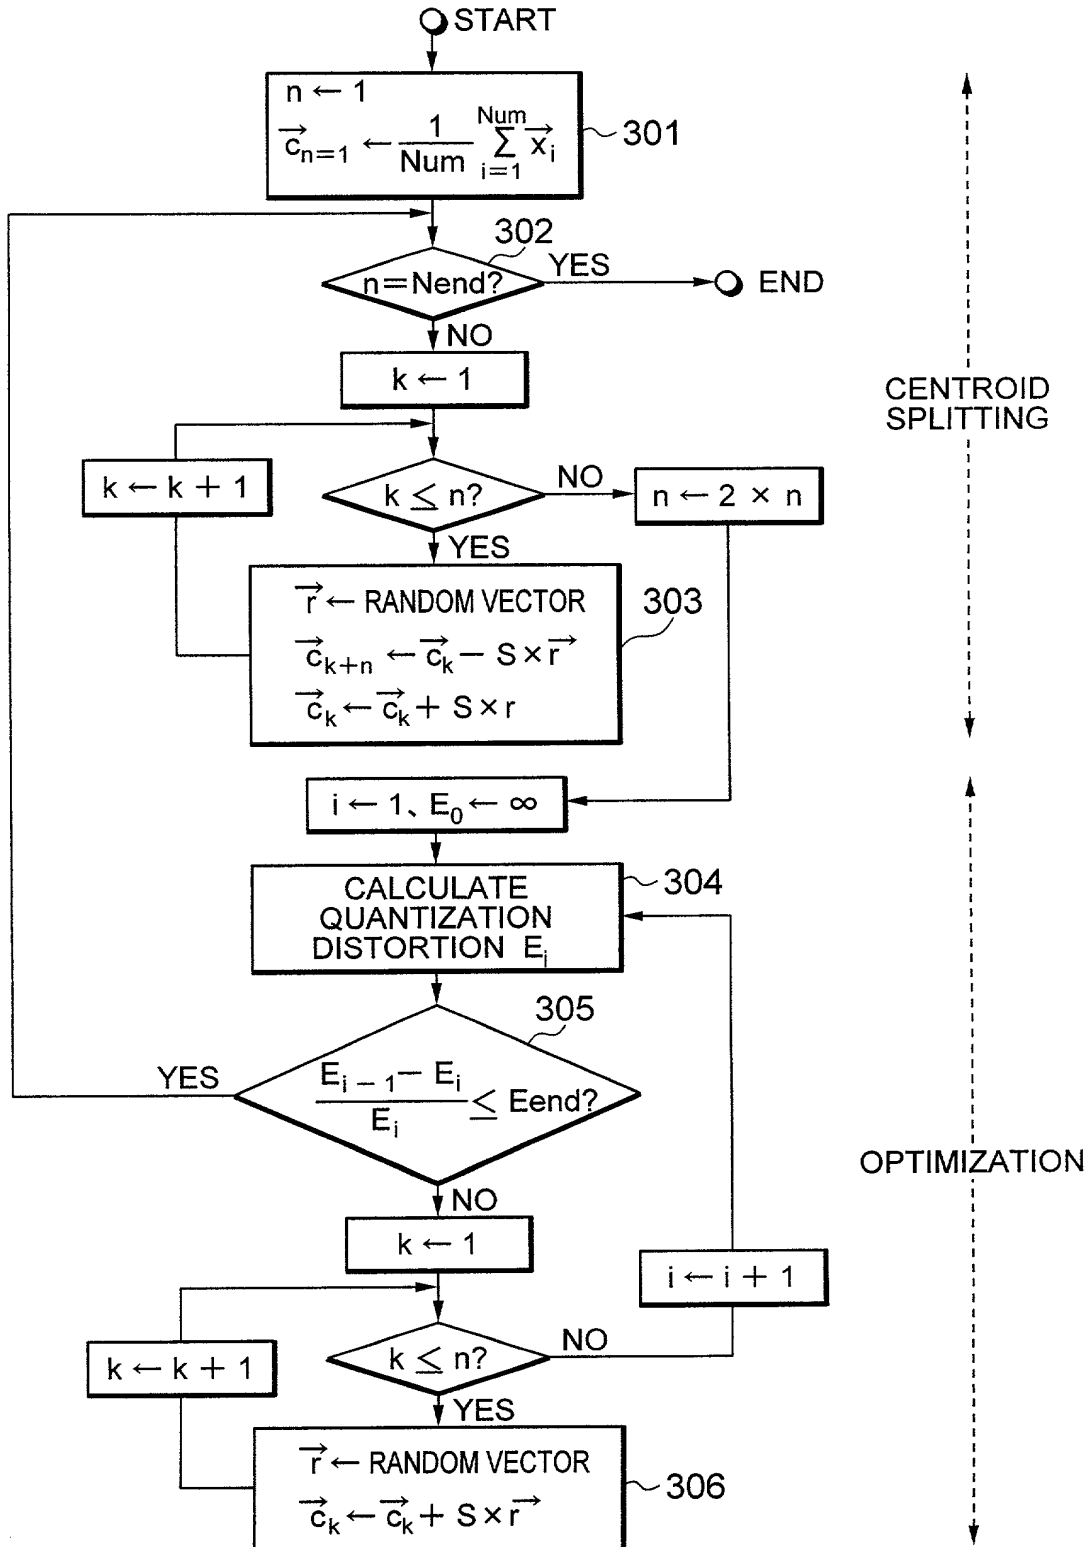 START
n ← 1
c⃗ₙ₌₁ ← 1/Num Σᵢ₌₁^Num x⃗ᵢ
301
302
n=Nend?
YES
END
NO
k ← 1
CENTROID
SPLITTING
k ← k + 1
k ≤ n?
NO
n ← 2 × n
YES
r⃗ ← RANDOM VECTOR
303
c⃗ₖ₊ₙ ← c⃗ₖ − S × r⃗
c⃗ₖ ← c⃗ₖ + S × r
i ← 1、E₀ ← ∞
CALCULATE
QUANTIZATION
DISTORTION Eᵢ
304
305
YES
(Eᵢ₋₁ − Eᵢ)/Eᵢ ≤ Eend?
OPTIMIZATION
NO
k ← 1
i ← i + 1
k ← k + 1
k ≤ n?
NO
YES
r⃗ ← RANDOM VECTOR
306
c⃗ₖ ← c⃗ₖ + S × r⃗